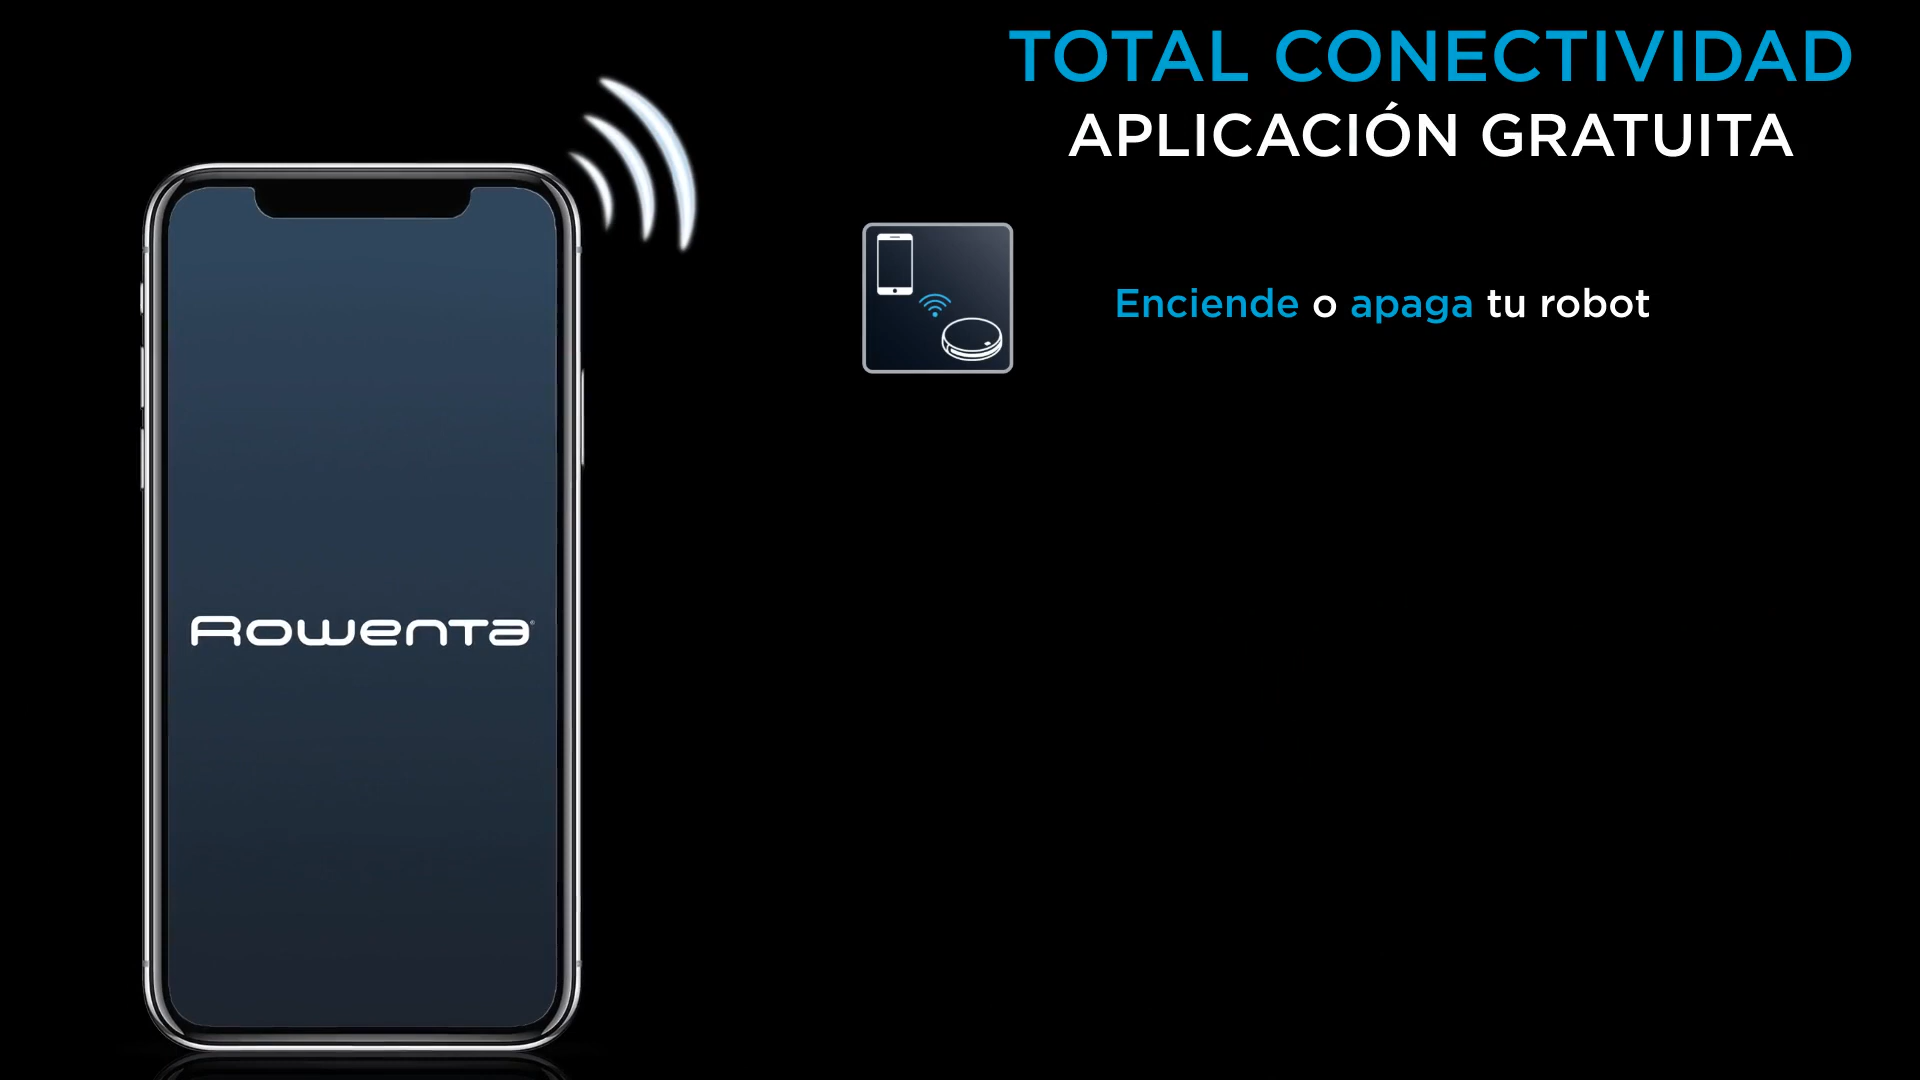 TOTAL CONECTIVIDAD
APLICACIÓN GRATUITA
Enciende o apaga tu robot
Rowenta